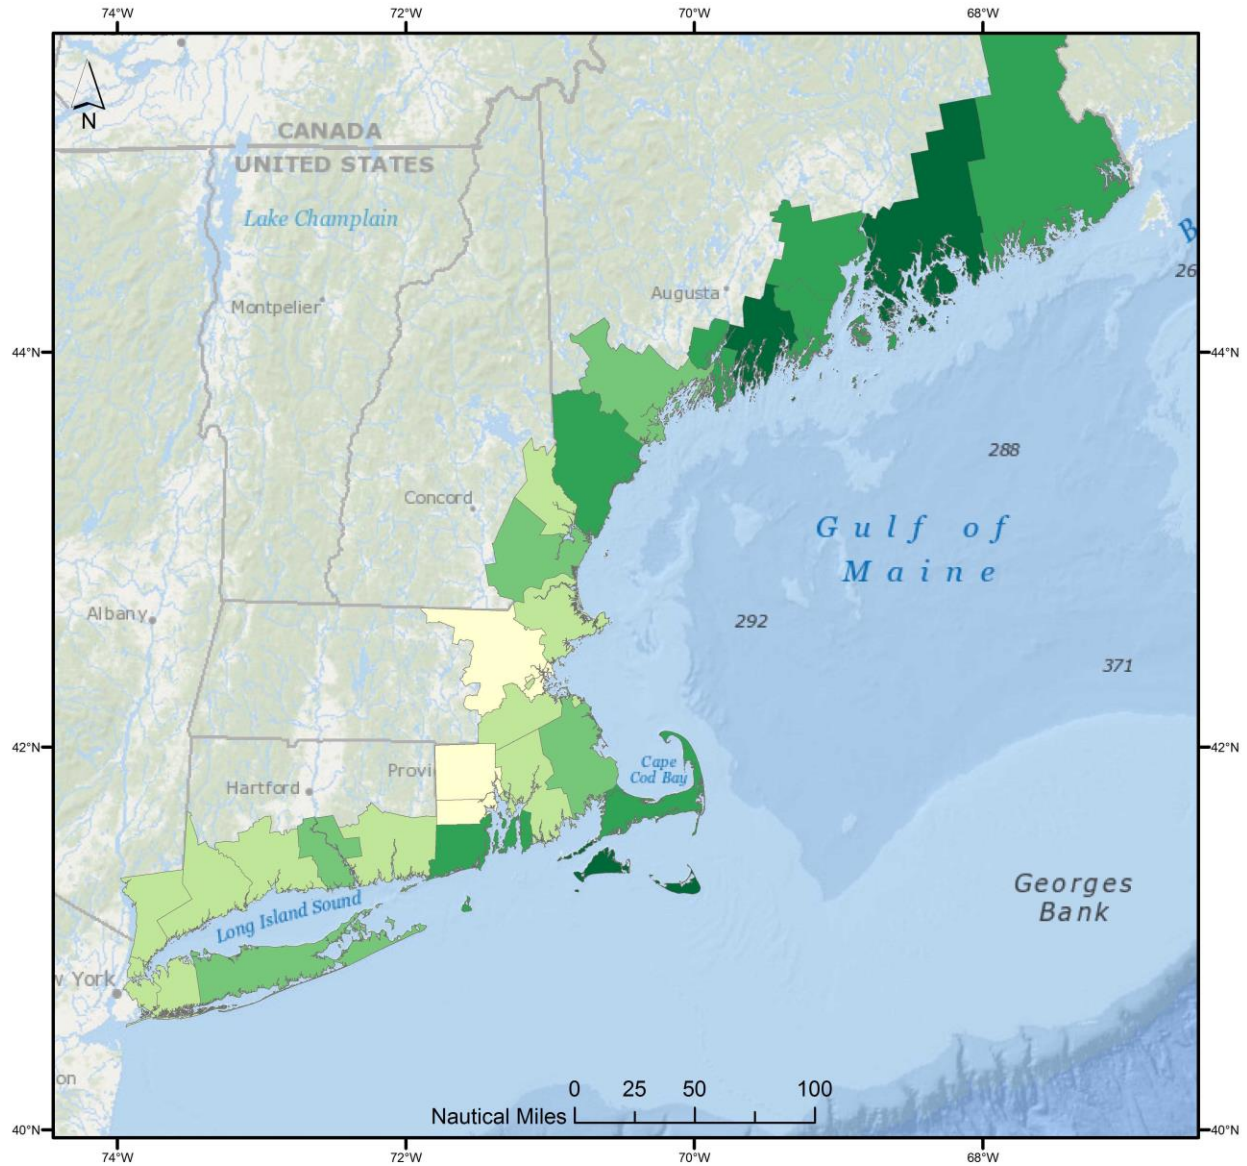 74°W 72°W 70°W 68°W
N
CANADA
UNITED STATES
Lake Champlain
B
26
Augusta
Montpelier
44°N 44°N
288
Concord
Gulf of
Maine
Albany
292
371
42°N 42°N
Cape
Cod Bay
Provi
Hartford
Georges
Bank
Long Island Sound
w York
on
0 25 50 100
Nautical Miles
40°N 40°N
74°W 72°W 70°W 68°W